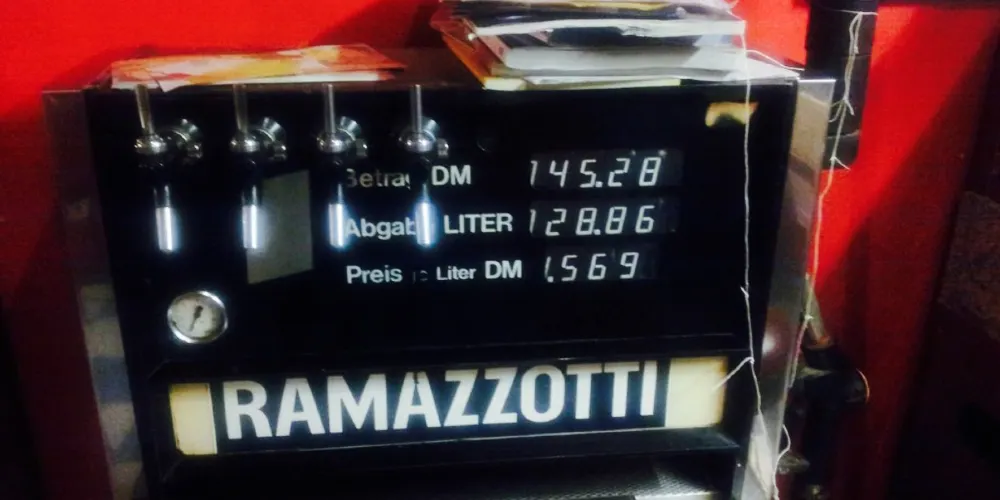 DM 145.28
LITER 128.86
Preis Liter DM 1.569
RAMAZZOTTI